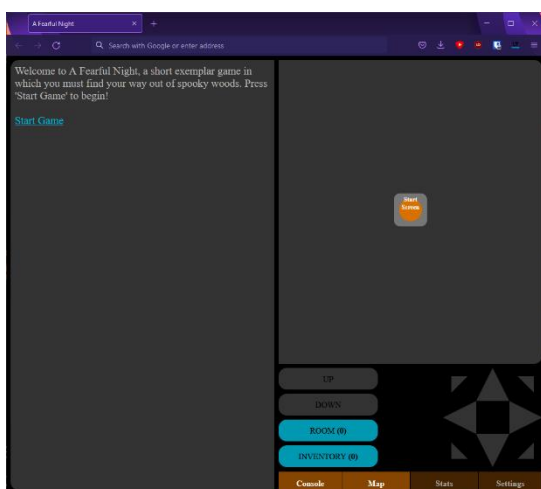 A Fearful Night
Search with Google or enter address
Welcome to A Fearful Night, a short exemplar game in
which you must find your way out of spooky woods. Press
'Start Game' to begin!
Start Game
Start
Screen
UP
DOWN
ROOM (0)
INVENTORY (0)
Console
Map
Stats
Settings